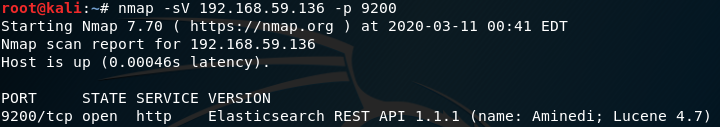 root@kali:~# nmap -sV 192.168.59.136 -p 9200
Starting Nmap 7.70 ( https://nmap.org ) at 2020-03-11 00:41 EDT
Nmap scan report for 192.168.59.136
Host is up (0.00046s latency).
PORT     STATE SERVICE VERSION
9200/tcp open  http    Elasticsearch REST API 1.1.1 (name: Aminedi; Lucene 4.7)